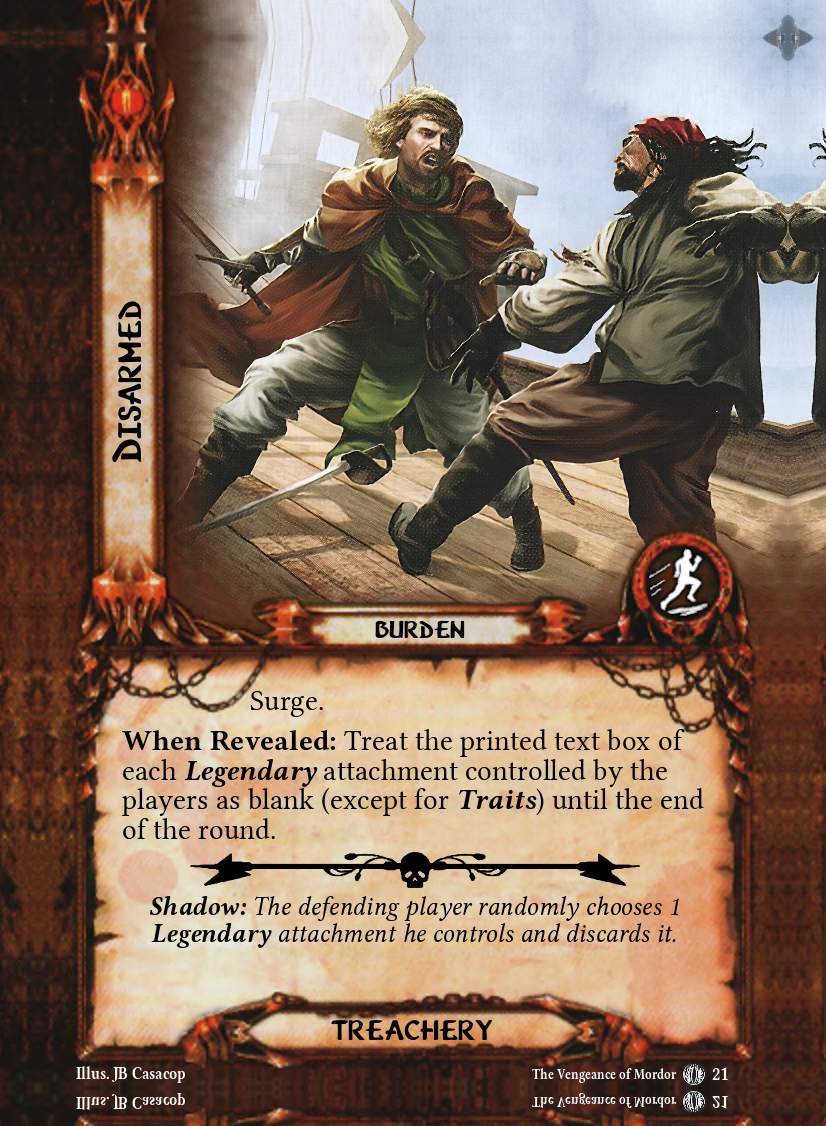 DISARMED
BURDEN
Surge.
When Revealed: Treat the printed text box of
each Legendary attachment controlled by the
players as blank (except for Traits) until the end
of the round.
Shadow: The defending player randomly chooses 1
Legendary attachment he controls and discards it.
TREACHERY
Illus. JB Casacop
The Vengeance of Mordor 21
Illus. JB Casacop
The Vengeance of Mordor 21